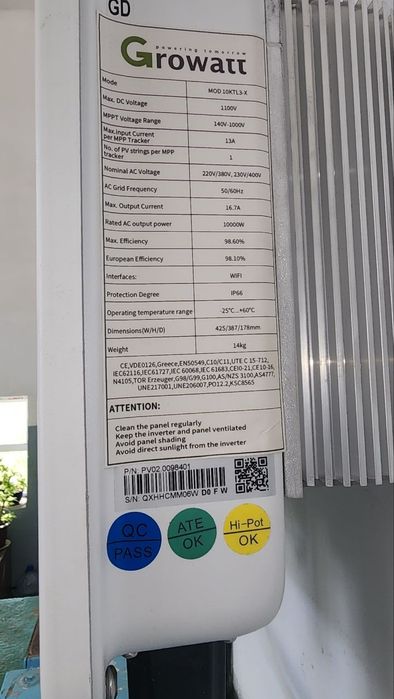 GD
powering tomorrow
Growatt
Mode MOD 10KTL3-X
Max. DC Voltage 1100V
MPPT Voltage Range 140V-1000V
Max.input Current
per MPP Tracker 13A
No. of PV strings per MPP
tracker 1
Nominal AC Voltage 220V/380V, 230V/400V
AC Grid Frequency 50/60Hz
Max. Output Current 16.7A
Rated AC output power 10000W
Max. Efficiency 98.60%
European Efficiency 98.10%
Interfaces: WIFI
Protection Degree IP66
Operating temperature range -25°C...+60°C
Dimensions(W/H/D) 425/387/178mm
Weight 14kg
CE,VDE0126,Greece,EN50549,C10/C11,UTE C 15-712,
IEC62116,IEC61727,IEC 60068,IEC 61683,CEI0-21,CE10-16,
N4105,TOR Erzeuger,G98/G99,G100,AS/NZS 3100,AS4777,
UNE217001,UNE206007,PO12.2,KSC8565
ATTENTION:
Clean the panel regularly
Keep the inverter and panel ventilated
Avoid panel shading
Avoid direct sunlight from the inverter
P/N: PV02.0098401
S/N: QXHHCMM06W D0 F W
QC
PASS
ATE
OK
Hi-Pot
OK